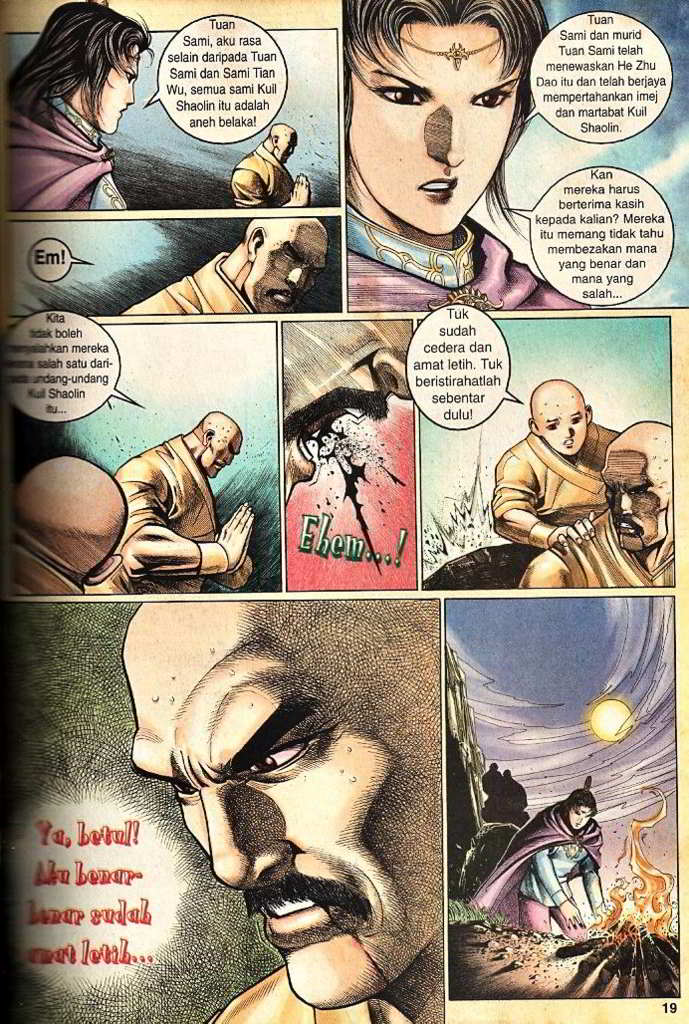 Tuan
Sami, aku rasa
selain daripada Tuan
Sami dan Sami Tian
Wu, semua sami Kuil
Shaolin itu adalah
aneh belaka!
Tuan
Sami dan murid
Tuan Sami telah
menewaskan He Zhu
Dao itu dan telah berjaya
mempertahankan imej
dan martabat Kuil
Shaolin.
Kan
mereka harus
berterima kasih
kepada kalian? Mereka
itu memang tidak tahu
membezakan mana
yang benar dan
mana yang
salah...
Em!
Kita
tidak boleh
mereka
salah satu dari-
undang-undang
Kuil Shaolin
itu...
Ehem...!
Tuk
sudah
cedera dan
amat letih. Tuk
beristirahatlah
sebentar
dulu!
Ya, betul!
Aku benar-
benar sudah
amat letih...
19